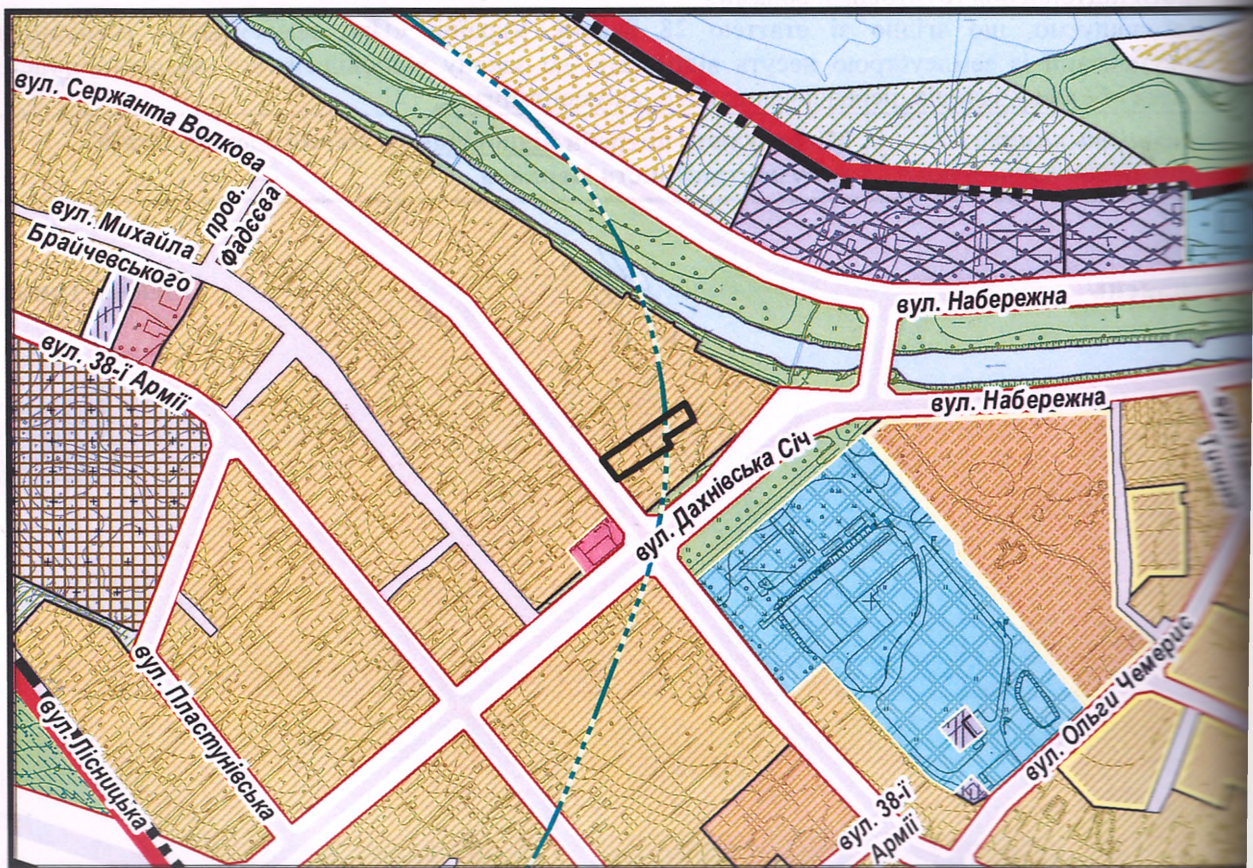 вул. Сержанта Волкова
пров.
Фадєєва
вул. Михайла
Брайчевського
вул. 38-ї Армії
вул. Набережна
вул. Набережна
вул. Дахнівська Січ
вул. Пластунівська
вул. Лісницька
вул. Ольги Чемерис
вул. 38-ї
Армії